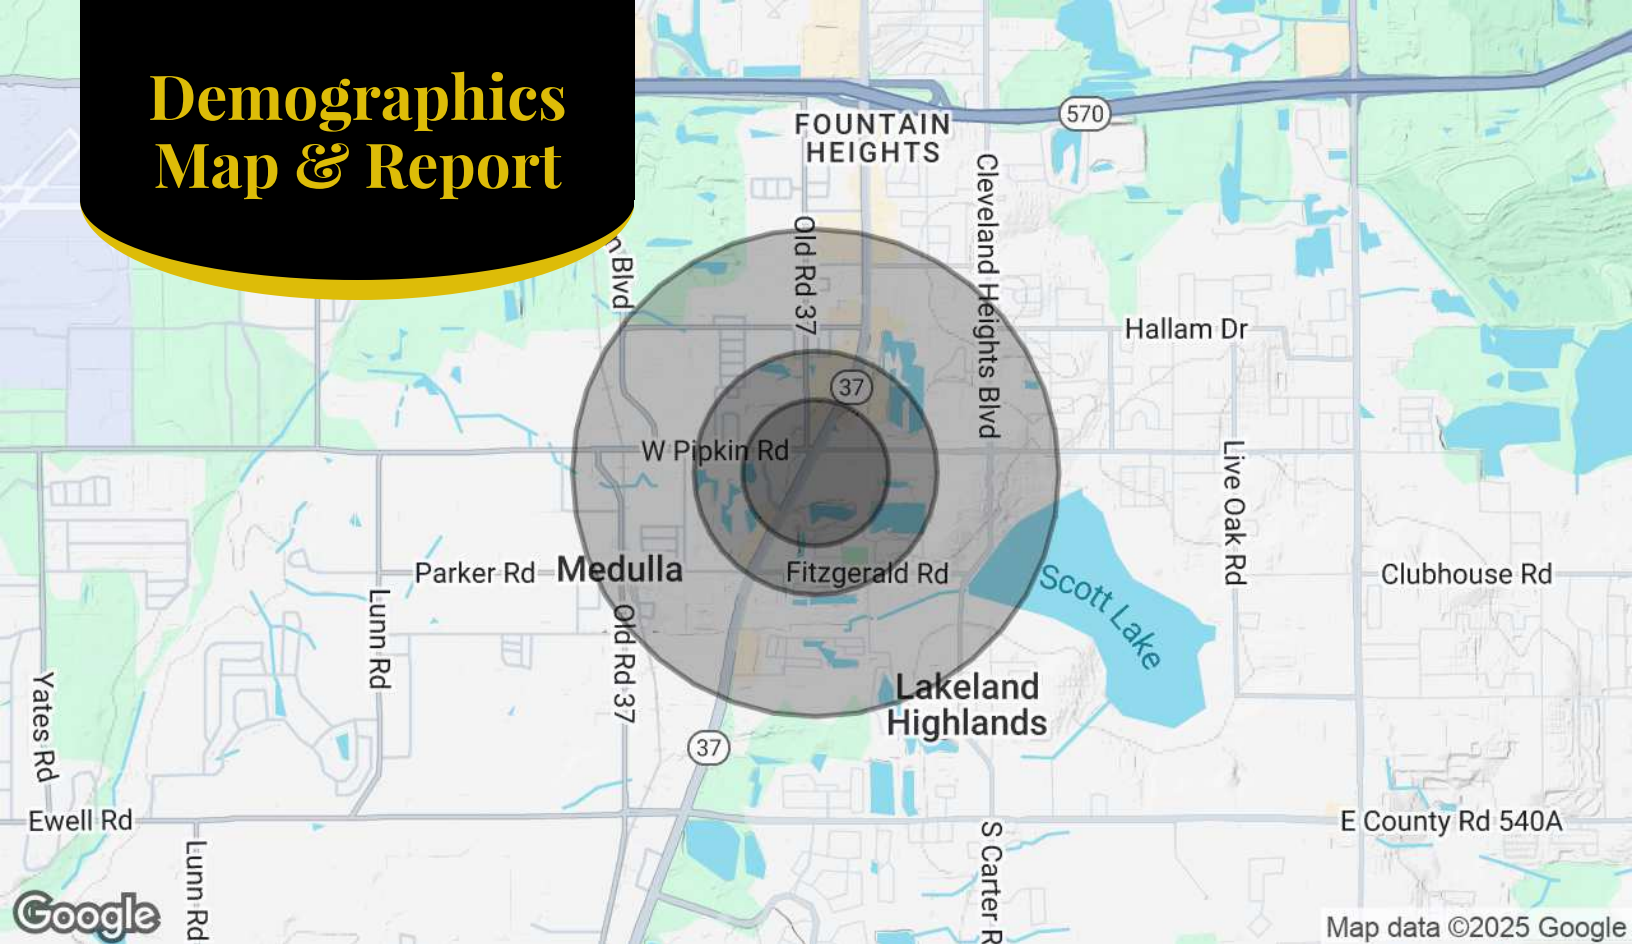 Demographics
Map & Report
570
FOUNTAIN
HEIGHTS
Cleveland Heights Blvd
Old Rd 37
Blvd
Hallam Dr
37
W Pipkin Rd
Live Oak Rd
Parker Rd
Medulla
Fitzgerald Rd
Scott Lake
Clubhouse Rd
Lunn Rd
Old Rd 37
Yates Rd
Lakeland
Highlands
37
Ewell Rd
E County Rd 540A
S Carter R
Lunn Rd
Google
Map data ©2025 Google